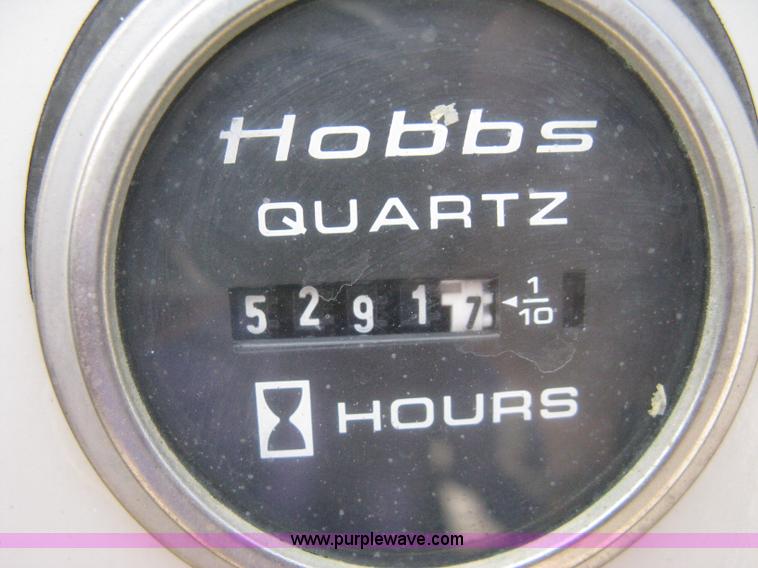 Hobbs
QUARTZ
5 2 9 1 7 ◄ 1/10
HOURS
www.purplewave.com